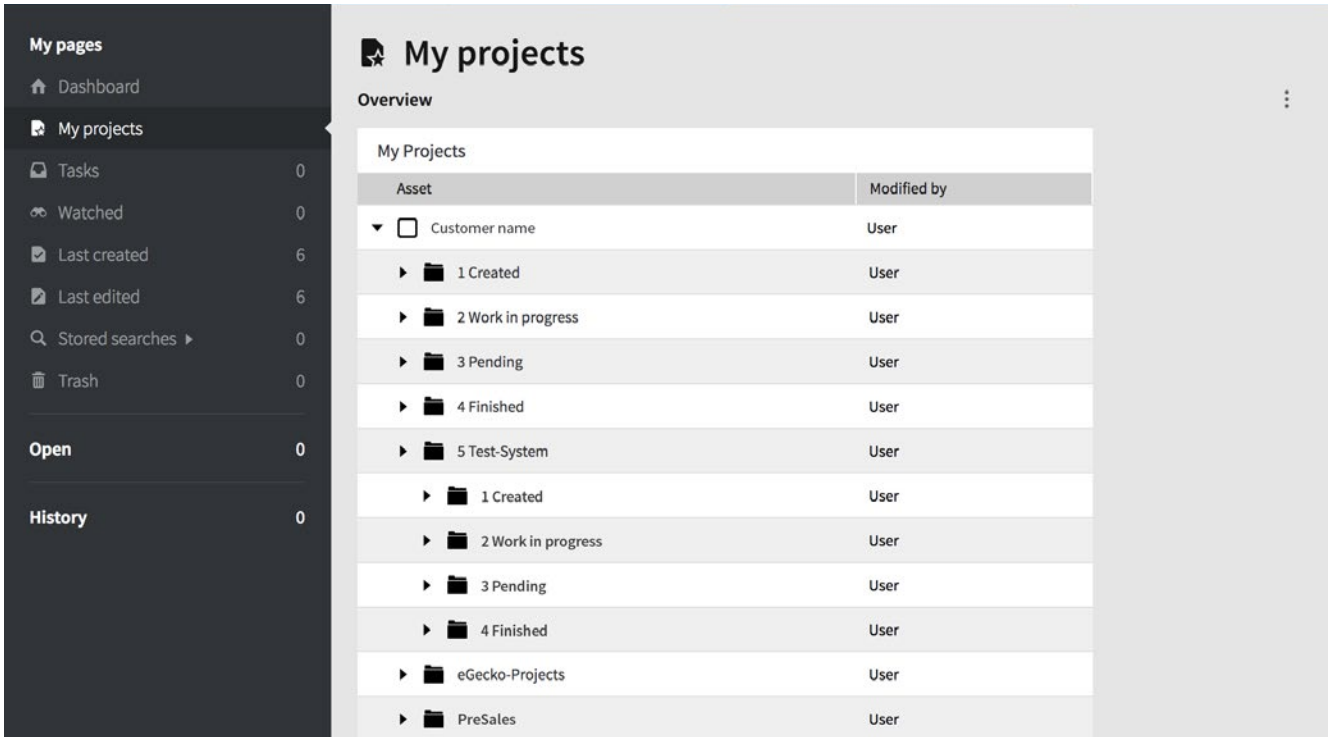 My pages
Dashboard
My projects
Tasks 0
Watched 0
Last created 6
Last edited 6
Stored searches 0
Trash 0
Open 0
History 0
My projects
Overview
My Projects
Asset Modified by
Customer name User
1 Created User
2 Work in progress User
3 Pending User
4 Finished User
5 Test-System User
1 Created User
2 Work in progress User
3 Pending User
4 Finished User
eGecko-Projects User
PreSales User